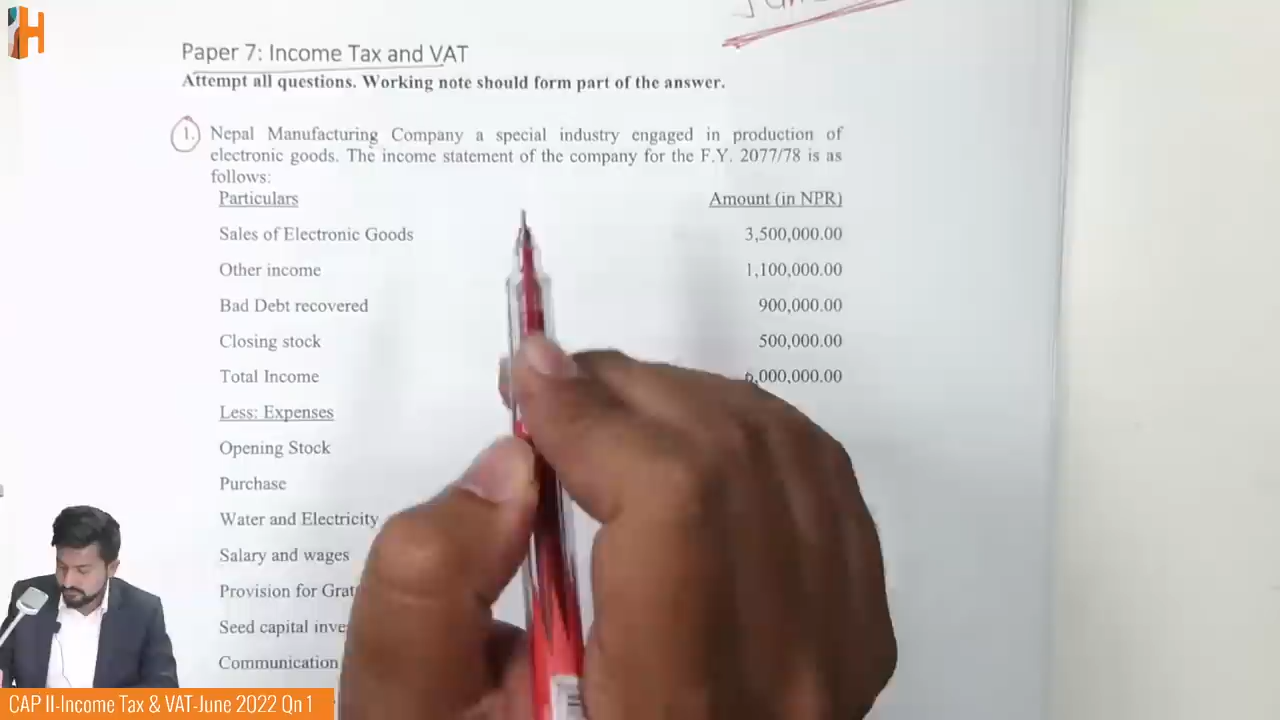 H
Paper 7: Income Tax and VAT
Attempt all questions. Working note should form part of the answer.
1. Nepal Manufacturing Company a special industry engaged in production of
electronic goods. The income statement of the company for the F.Y. 2077/78 is as
follows:
Particulars Amount (in NPR)
Sales of Electronic Goods 3,500,000.00
Other income 1,100,000.00
Bad Debt recovered 900,000.00
Closing stock 500,000.00
Total Income 6,000,000.00
Less: Expenses
Opening Stock
Purchase
Water and Electricity
Salary and wages
Provision for
Seed capital
Communication
CAP II-Income Tax & VAT-June 2022 Qn 1